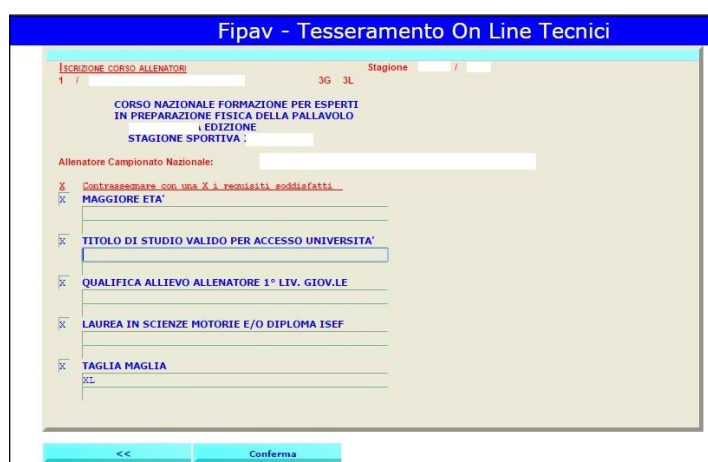 Fipav - Tesseramento On Line Tecnici
ISCRIZIONE CORSO ALLENATORI Stagione /
1 / 3G 3L
CORSO NAZIONALE FORMAZIONE PER ESPERTI
IN PREPARAZIONE FISICA DELLA PALLAVOLO
EDIZIONE
STAGIONE SPORTIVA
Allenatore Campionato Nazionale:
X Contrassegnare con una X i requisiti soddisfatti
X MAGGIORE ETA'
X TITOLO DI STUDIO VALIDO PER ACCESSO UNIVERSITA'
X QUALIFICA ALLIEVO ALLENATORE 1° LIV. GIOV.LE
X LAUREA IN SCIENZE MOTORIE E/O DIPLOMA ISEF
X TAGLIA MAGLIA
XL
<< Conferma